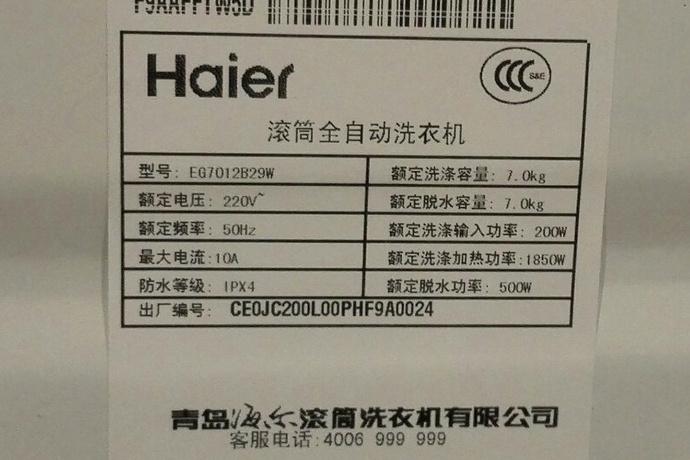 Haier
CCC S&E
滚筒全自动洗衣机
型号: EG7012B29W 额定洗涤容量: 7.0kg
额定电压: 220V~ 额定脱水容量: 7.0kg
额定频率: 50Hz 额定洗涤输入功率: 200W
最大电流:10A 额定洗涤加热功率:1850W
防水等级: IPX4 额定脱水功率: 500W
出厂编号: CE0JC200L00PHF9A0024
青岛海尔滚筒洗衣机有限公司
客服电话:4006 999 999